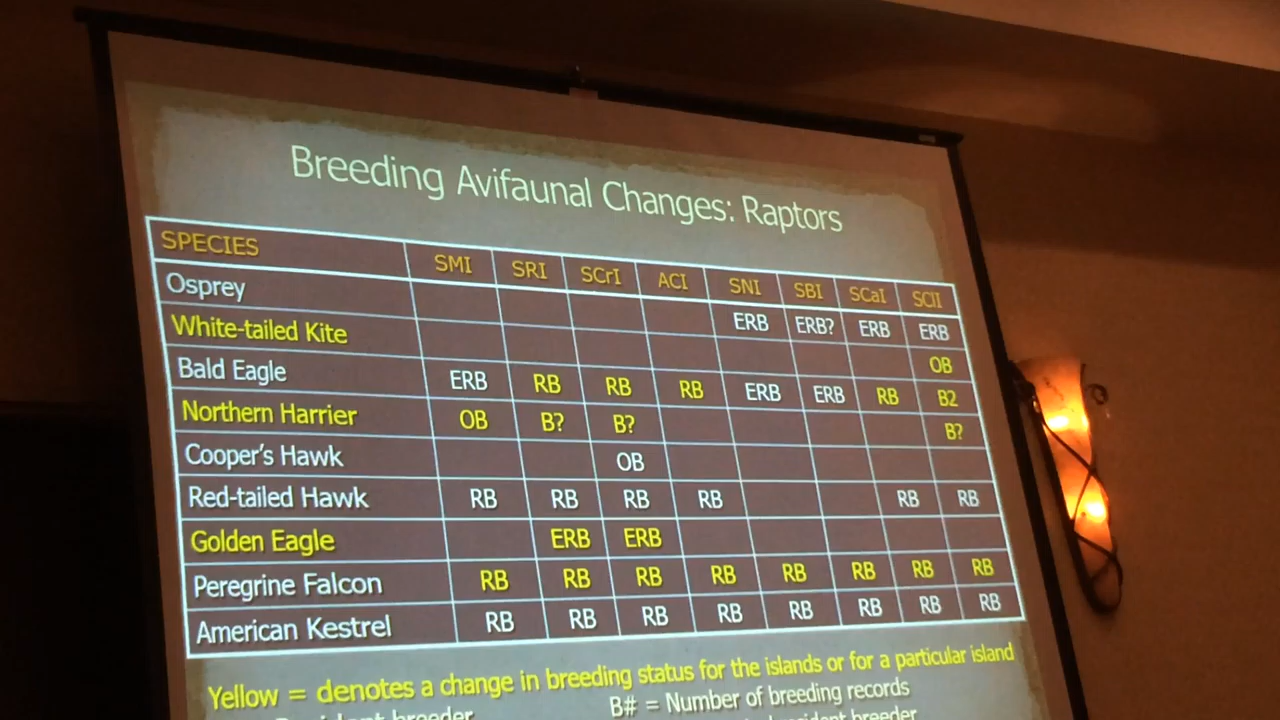 Breeding Avifaunal Changes: Raptors
SPECIES SMI SRI SCrI ACI SNI SBI SCaI SClI
Osprey ERB ERB? ERB ERB
White-tailed Kite OB
Bald Eagle ERB RB RB RB ERB ERB RB B2
Northern Harrier OB B? B? B?
Cooper's Hawk OB
Red-tailed Hawk RB RB RB RB RB RB
Golden Eagle ERB ERB
Peregrine Falcon RB RB RB RB RB RB RB RB
American Kestrel RB RB RB RB RB RB RB RB
Yellow = denotes a change in breeding status for the islands or for a particular island
Resident breeder B# = Number of breeding records
resident breeder